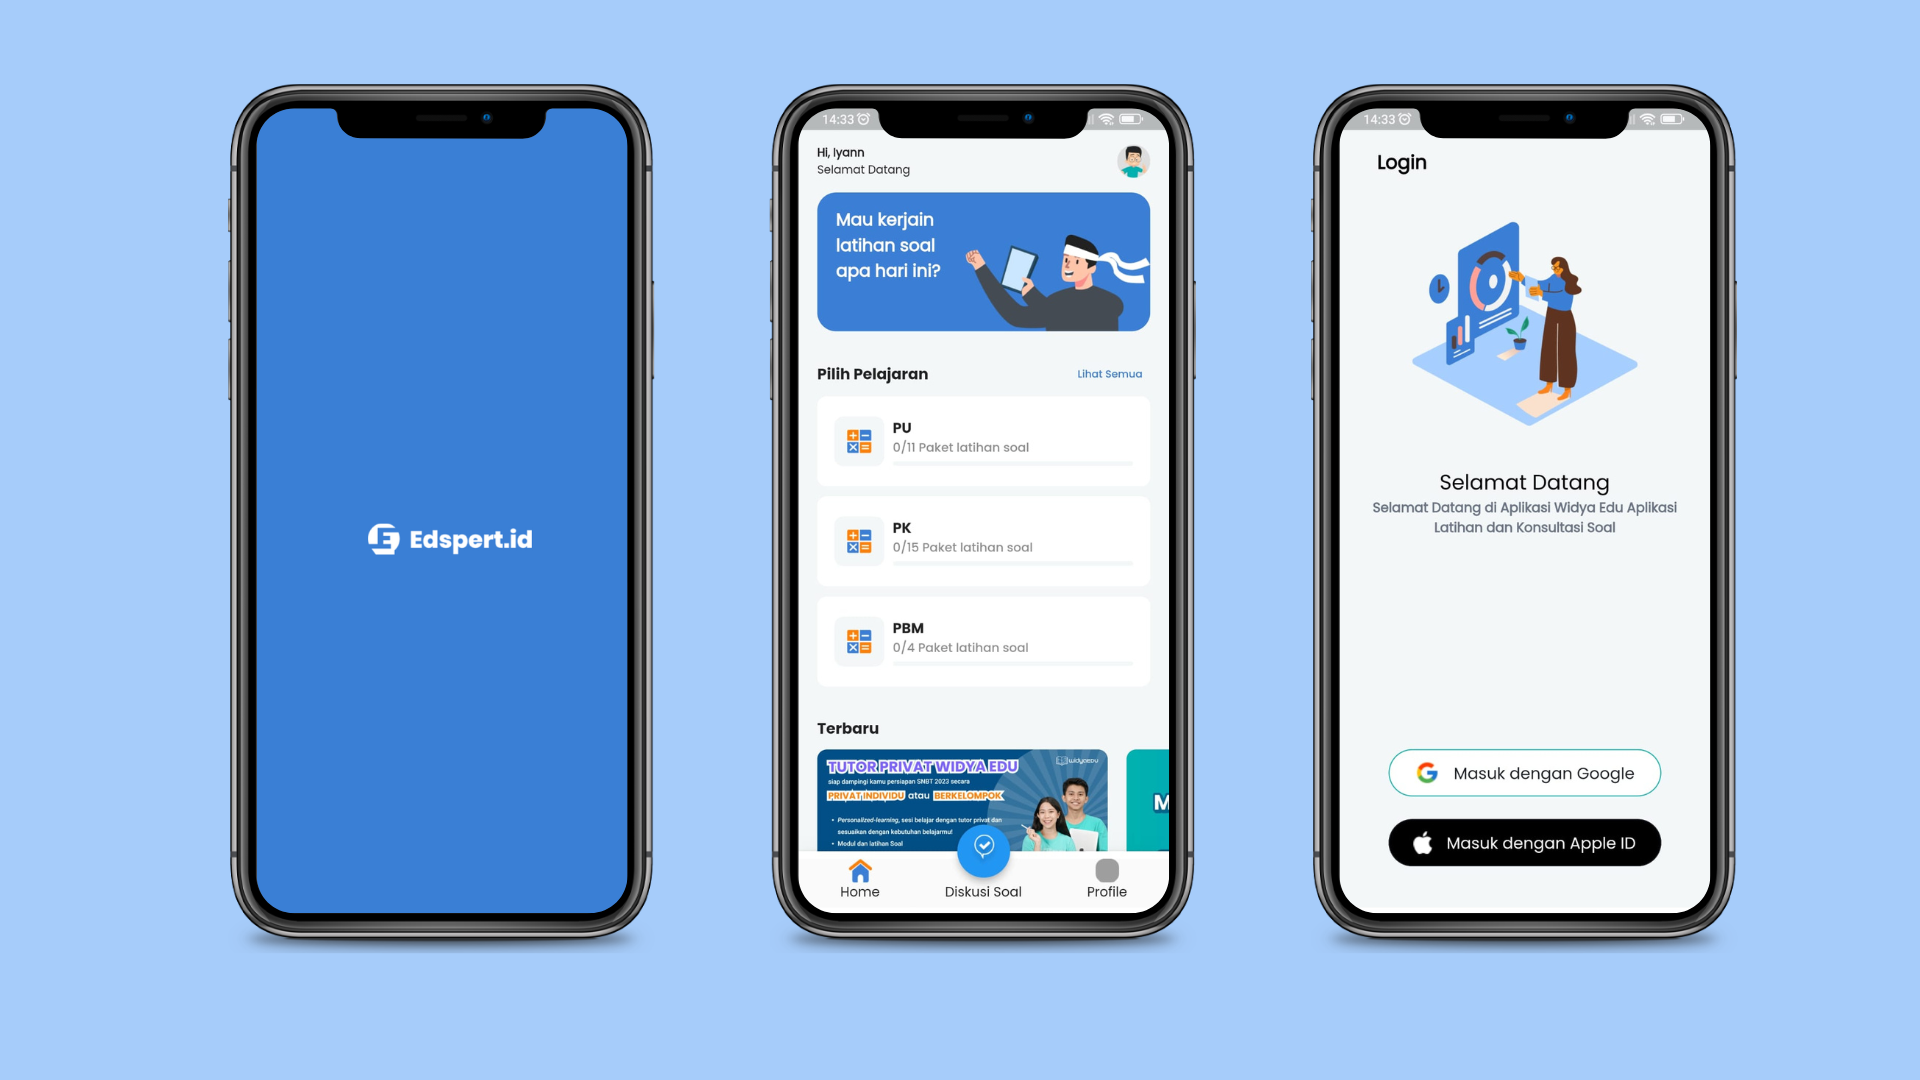 Edspert.id
14:33
Hi, Iyann
Selamat Datang
Mau kerjain
latihan soal
apa hari ini?
Pilih Pelajaran
Lihat Semua
PU
0/11 Paket latihan soal
PK
0/15 Paket latihan soal
PBM
0/4 Paket latihan soal
Terbaru
TUTOR PRIVAT WIDYA EDU
widyaedu
siap dampingi kamu persiapan SNBT 2023 secara
PRIVAT INDIVIDU atau BERKELOMPOK
• Personalized-learning, sesi belajar dengan tutor privat dan
sesuaikan dengan kebutuhan belajarmu!
• Modul dan latihan Soal
M
Home
Diskusi Soal
Profile
14:33
Login
Selamat Datang
Selamat Datang di Aplikasi Widya Edu Aplikasi
Latihan dan Konsultasi Soal
Masuk dengan Google
Masuk dengan Apple ID